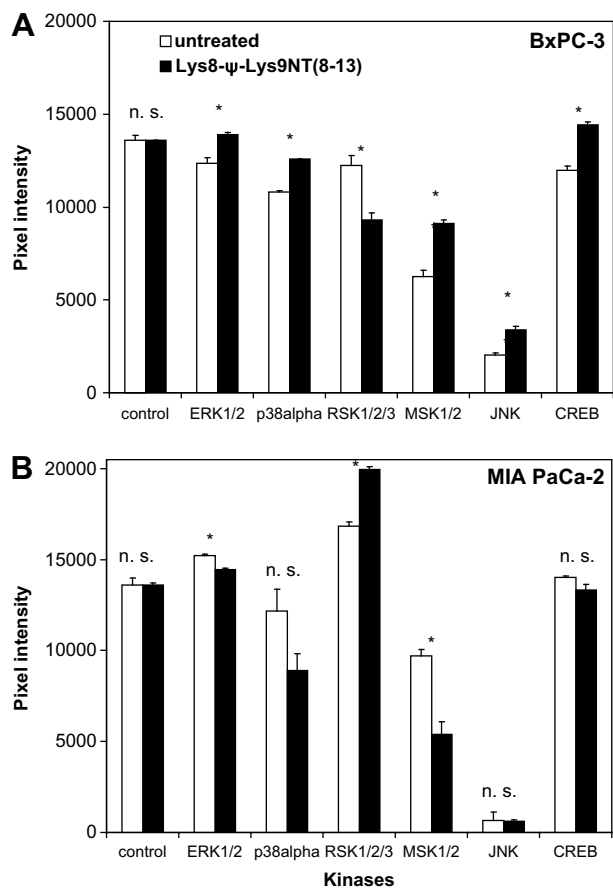 A
20000
BxPC-3
untreated
Lys8-ψ-Lys9NT(8-13)
15000
n. s.
*
*
*
*
*
*
10000
5000
0
Pixel intensity
control ERK1/2 p38alpha RSK1/2/3 MSK1/2 JNK CREB
B
20000
MIA PaCa-2
15000
n. s.
*
n. s.
*
*
n. s.
n. s.
10000
5000
0
Pixel intensity
control ERK1/2 p38alpha RSK1/2/3 MSK1/2 JNK CREB
Kinases